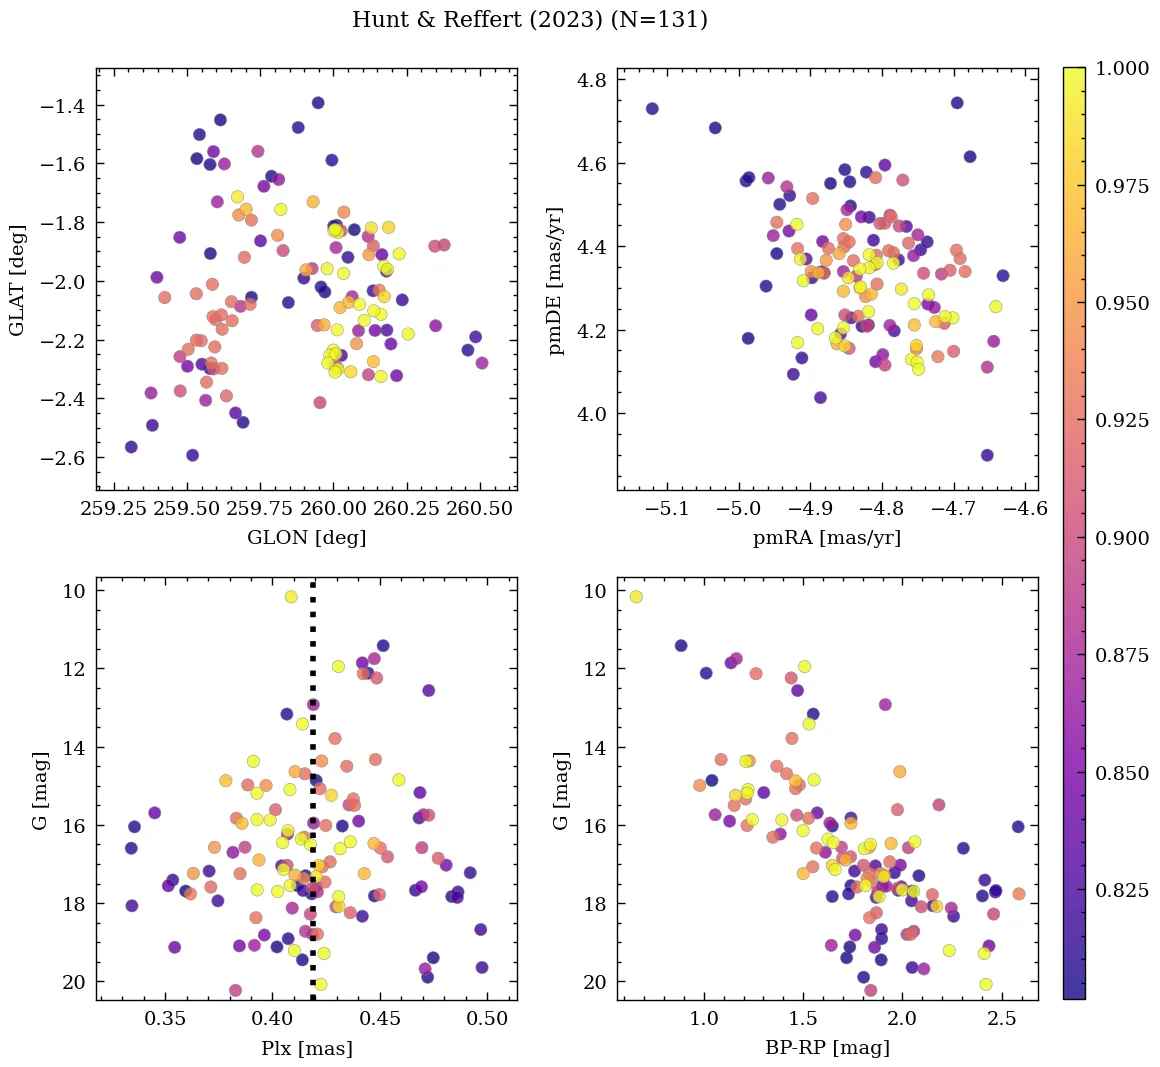 Hunt & Reffert (2023) (N=131)
−1.4
−1.6
−1.8
−2.0
−2.2
−2.4
−2.6
GLAT [deg]
259.25 259.50 259.75 260.00 260.25 260.50
GLON [deg]
4.8
4.6
4.4
4.2
4.0
pmDE [mas/yr]
−5.1 −5.0 −4.9 −4.8 −4.7 −4.6
pmRA [mas/yr]
10
12
14
16
18
20
G [mag]
0.35 0.40 0.45 0.50
Plx [mas]
10
12
14
16
18
20
G [mag]
1.0 1.5 2.0 2.5
BP-RP [mag]
1.000
0.975
0.950
0.925
0.900
0.875
0.850
0.825